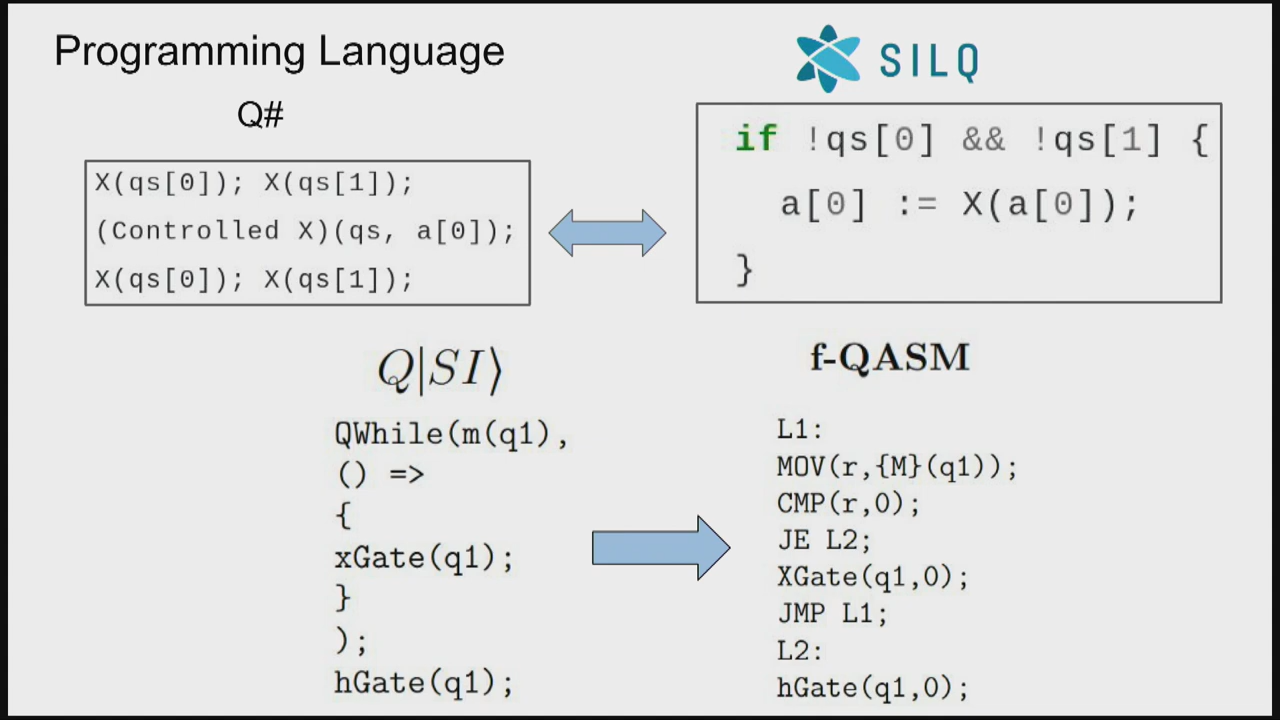 Programming Language
SILQ
Q#
X(qs[0]); X(qs[1]);
(Controlled X)(qs, a[0]);
X(qs[0]); X(qs[1]);
if !qs[0] && !qs[1] {
a[0] := X(a[0]);
}
Q|SI⟩
QWhile(m(q1),
() =>
{
xGate(q1);
}
);
hGate(q1);
f-QASM
L1:
MOV(r,{M}(q1));
CMP(r,0);
JE L2;
XGate(q1,0);
JMP L1;
L2:
hGate(q1,0);